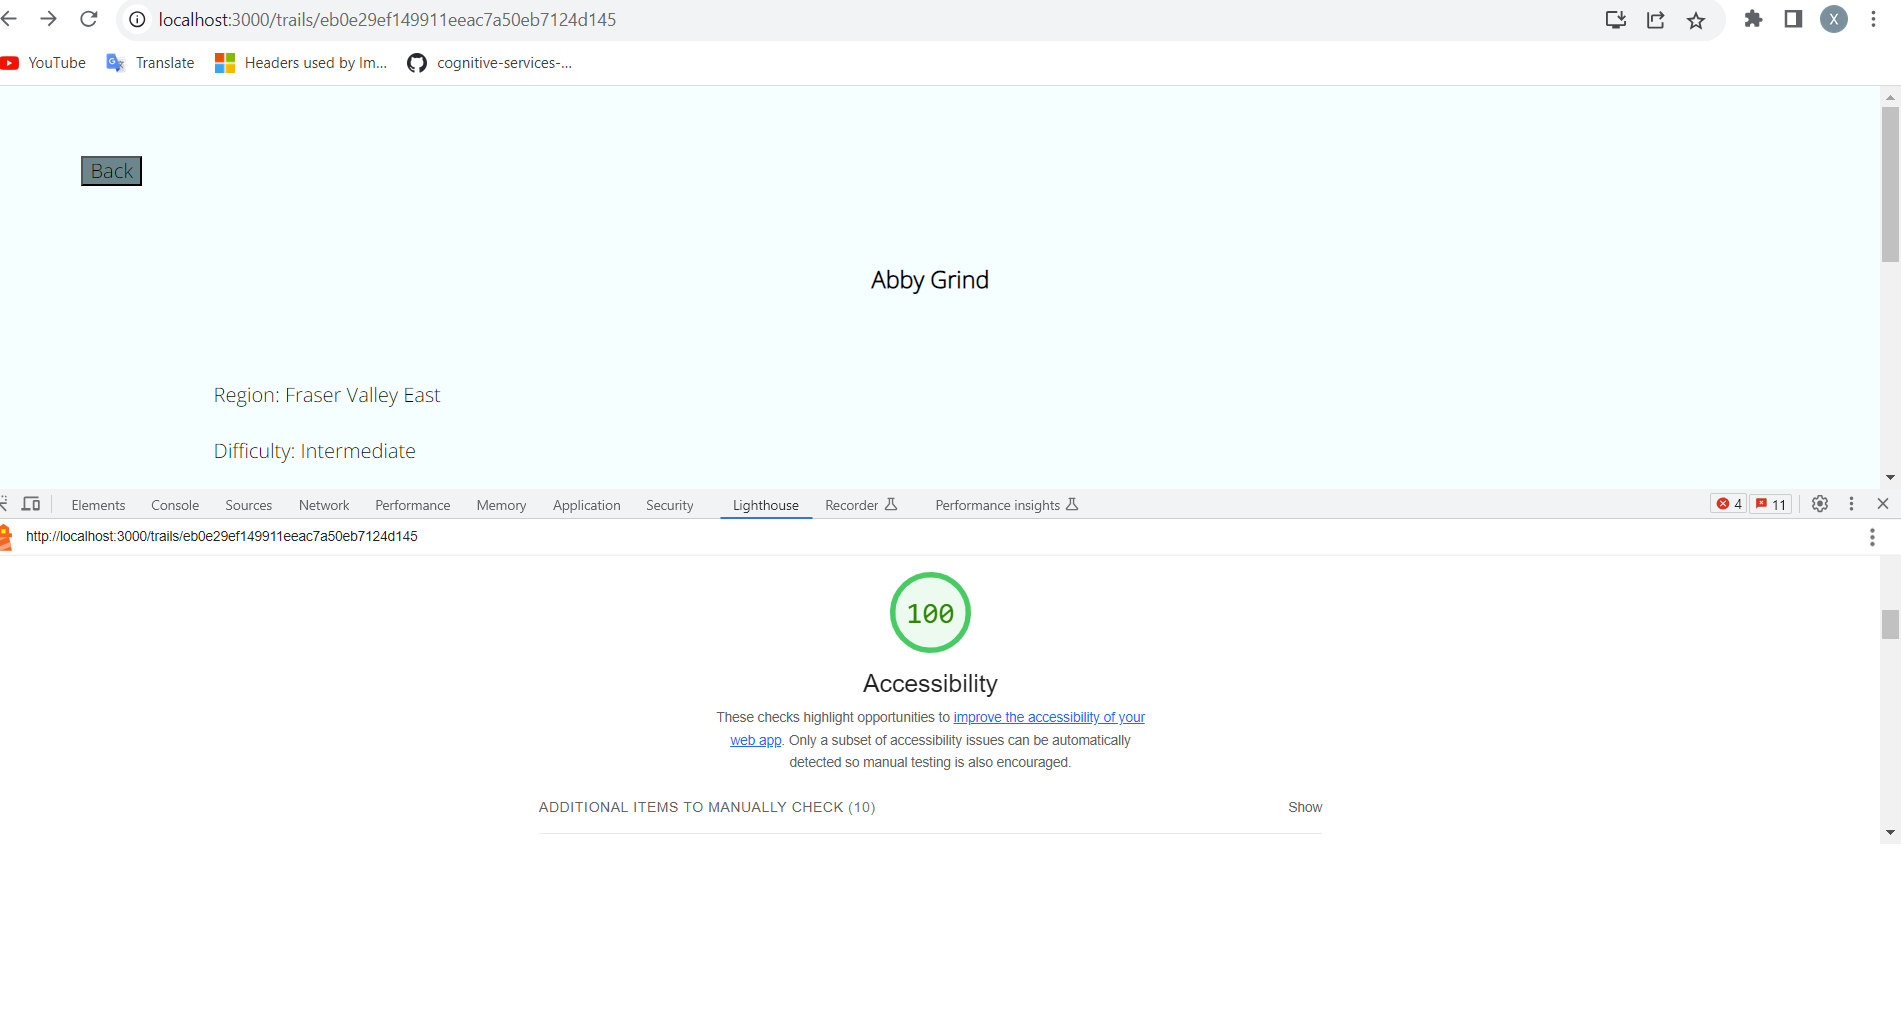 localhost:3000/trails/eb0e29ef149911eeac7a50eb7124d145
X
YouTube Translate Headers used by Im... cognitive-services-...
Back
Abby Grind
Region: Fraser Valley East
Difficulty: Intermediate
Elements Console Sources Network Performance Memory Application Security Lighthouse Recorder Performance insights 4 11
http://localhost:3000/trails/eb0e29ef149911eeac7a50eb7124d145
100
Accessibility
These checks highlight opportunities to improve the accessibility of your
web app. Only a subset of accessibility issues can be automatically
detected so manual testing is also encouraged.
ADDITIONAL ITEMS TO MANUALLY CHECK (10) Show